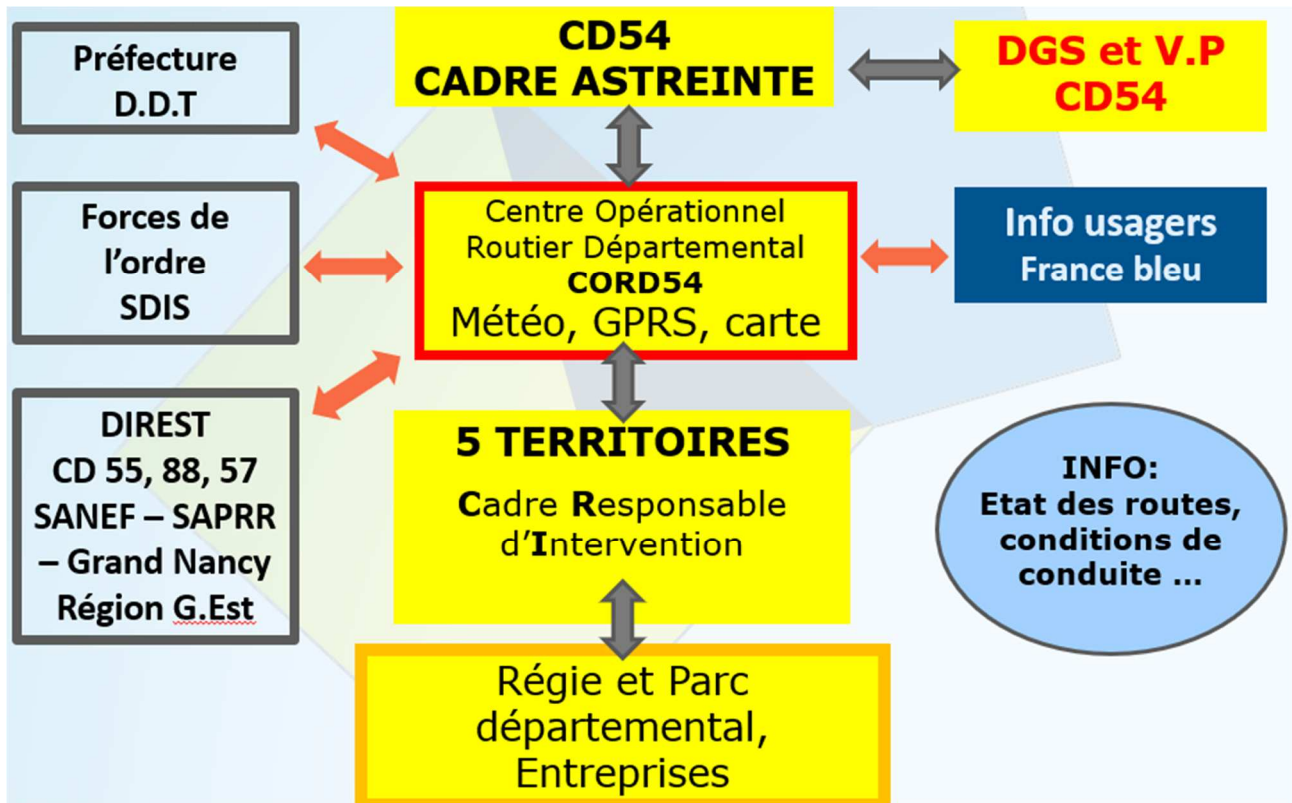 Préfecture
D.D.T
CD54
CADRE ASTREINTE
DGS et V.P
CD54
Forces de
l'ordre
SDIS
Centre Opérationnel
Routier Départemental
CORD54
Météo, GPRS, carte
Info usagers
France bleu
DIREST
CD 55, 88, 57
SANEF – SAPRR
– Grand Nancy
Région G.Est
5 TERRITOIRES
Cadre Responsable
d'Intervention
INFO:
Etat des routes,
conditions de
conduite ...
Régie et Parc
départemental,
Entreprises